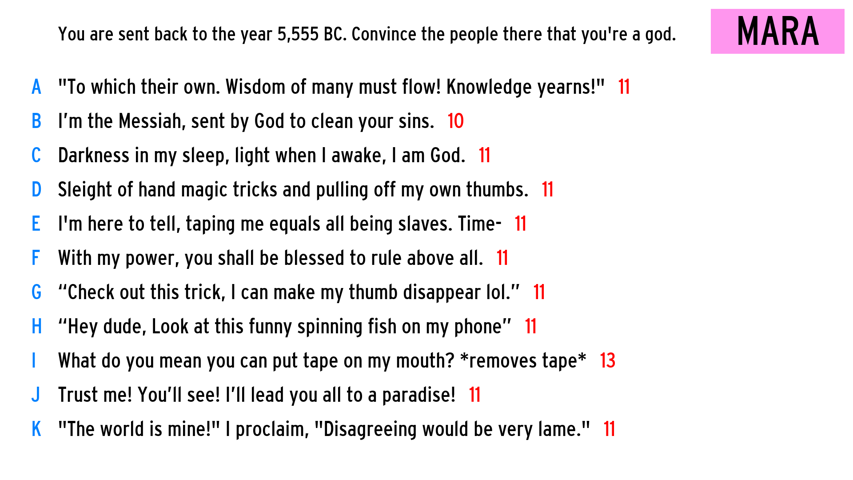 You are sent back to the year 5,555 BC. Convince the people there that you're a god.
MARA
A "To which their own. Wisdom of many must flow! Knowledge yearns!" 11
B I’m the Messiah, sent by God to clean your sins. 10
C Darkness in my sleep, light when I awake, I am God. 11
D Sleight of hand magic tricks and pulling off my own thumbs. 11
E I'm here to tell, taping me equals all being slaves. Time- 11
F With my power, you shall be blessed to rule above all. 11
G “Check out this trick, I can make my thumb disappear lol.” 11
H “Hey dude, Look at this funny spinning fish on my phone” 11
I What do you mean you can put tape on my mouth? *removes tape* 13
J Trust me! You’ll see! I’ll lead you all to a paradise! 11
K "The world is mine!" I proclaim, "Disagreeing would be very lame." 11